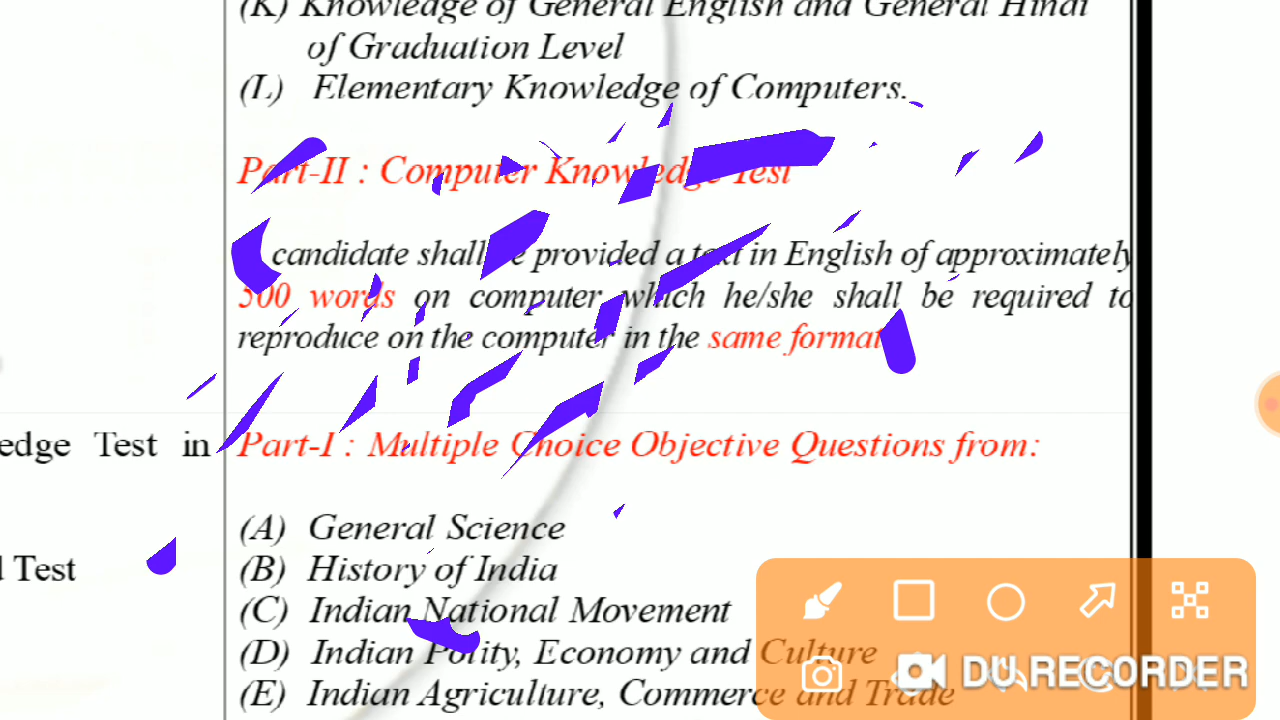 (K) Knowledge of General English and General Hindi
of Graduation Level
(L) Elementary Knowledge of Computers.
Part-II : Computer Knowledge Test
candidate shall be provided a text in English of approximately
500 words on computer which he/she shall be required to
reproduce on the computer in the same format
edge Test in
Part-I : Multiple Choice Objective Questions from:
(A) General Science
Test
(B) History of India
(C) Indian National Movement
(D) Indian Polity, Economy and Culture
(E) Indian Agriculture, Commerce and Trade
DU RECORDER